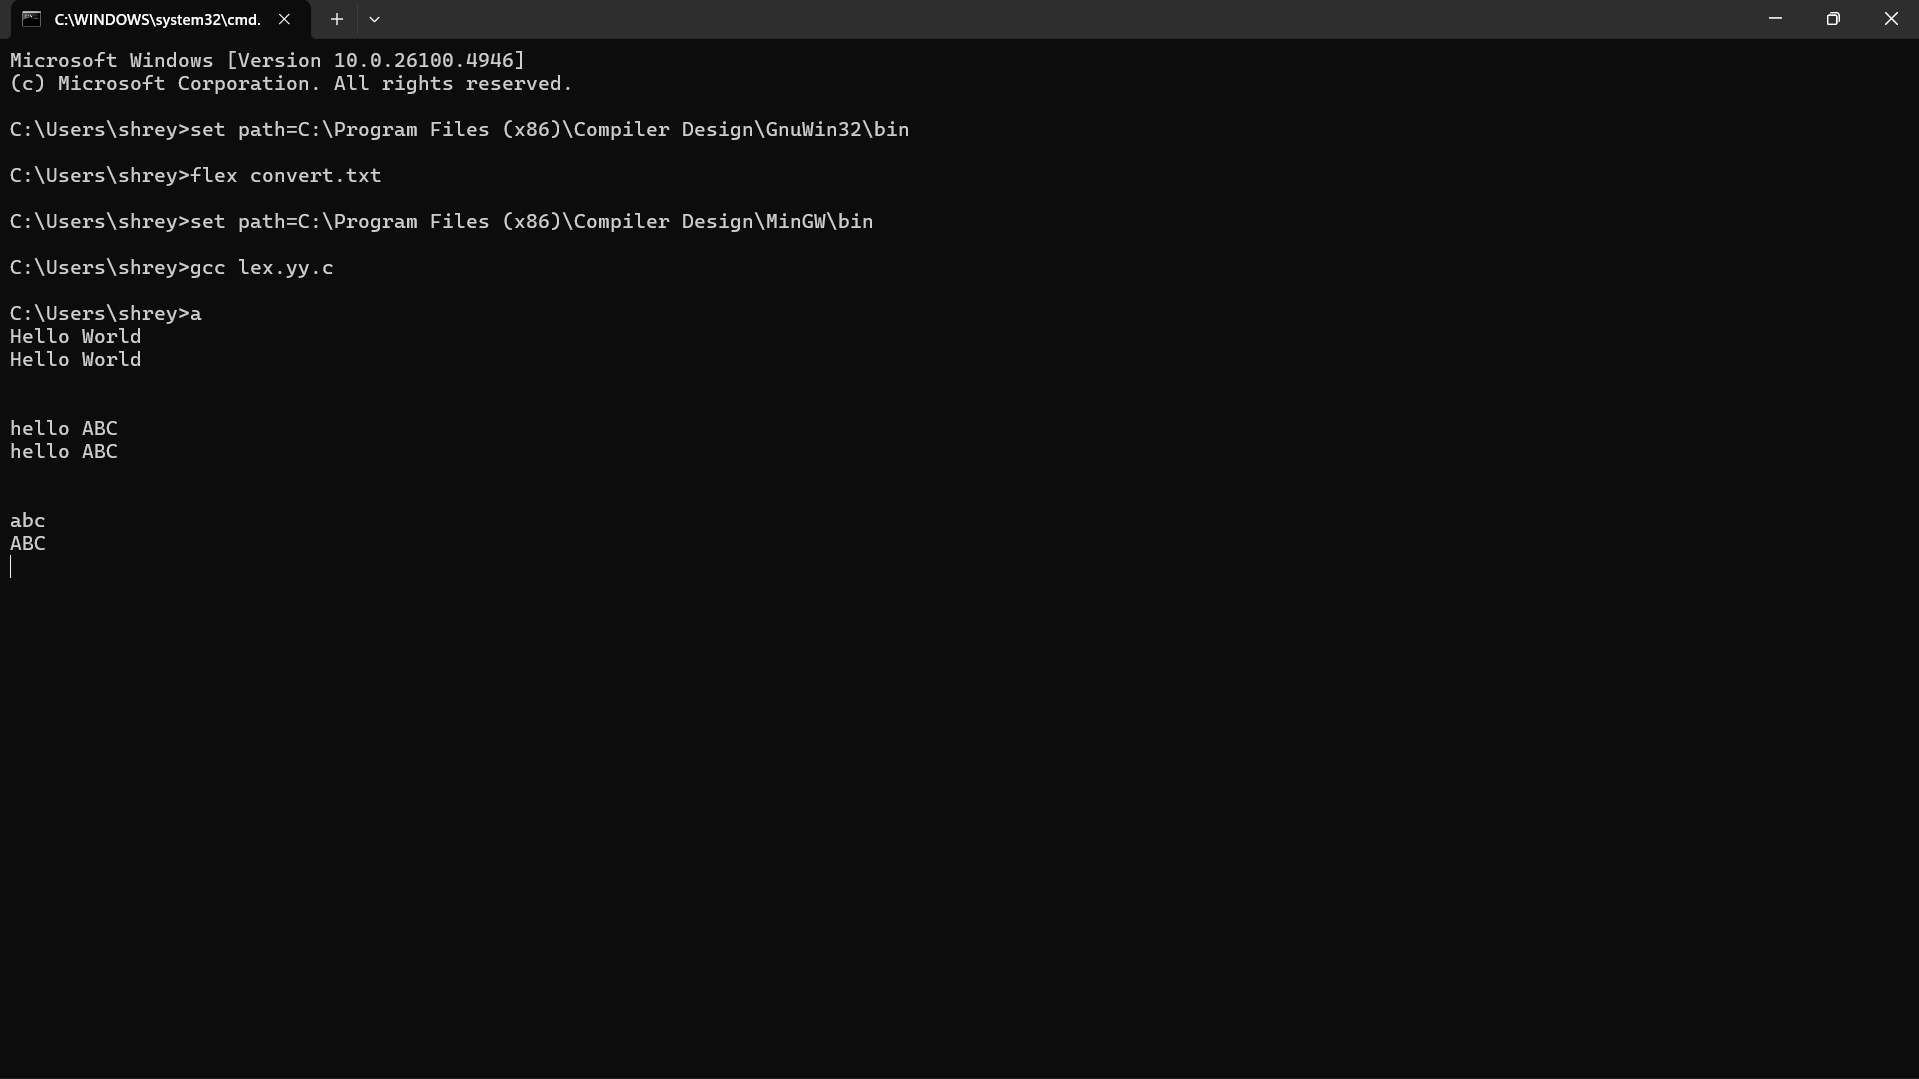 C:\WINDOWS\system32\cmd.
Microsoft Windows [Version 10.0.26100.4946]
(c) Microsoft Corporation. All rights reserved.
C:\Users\shrey>set path=C:\Program Files (x86)\Compiler Design\GnuWin32\bin
C:\Users\shrey>flex convert.txt
C:\Users\shrey>set path=C:\Program Files (x86)\Compiler Design\MinGW\bin
C:\Users\shrey>gcc lex.yy.c
C:\Users\shrey>a
Hello World
Hello World
hello ABC
hello ABC
abc
ABC